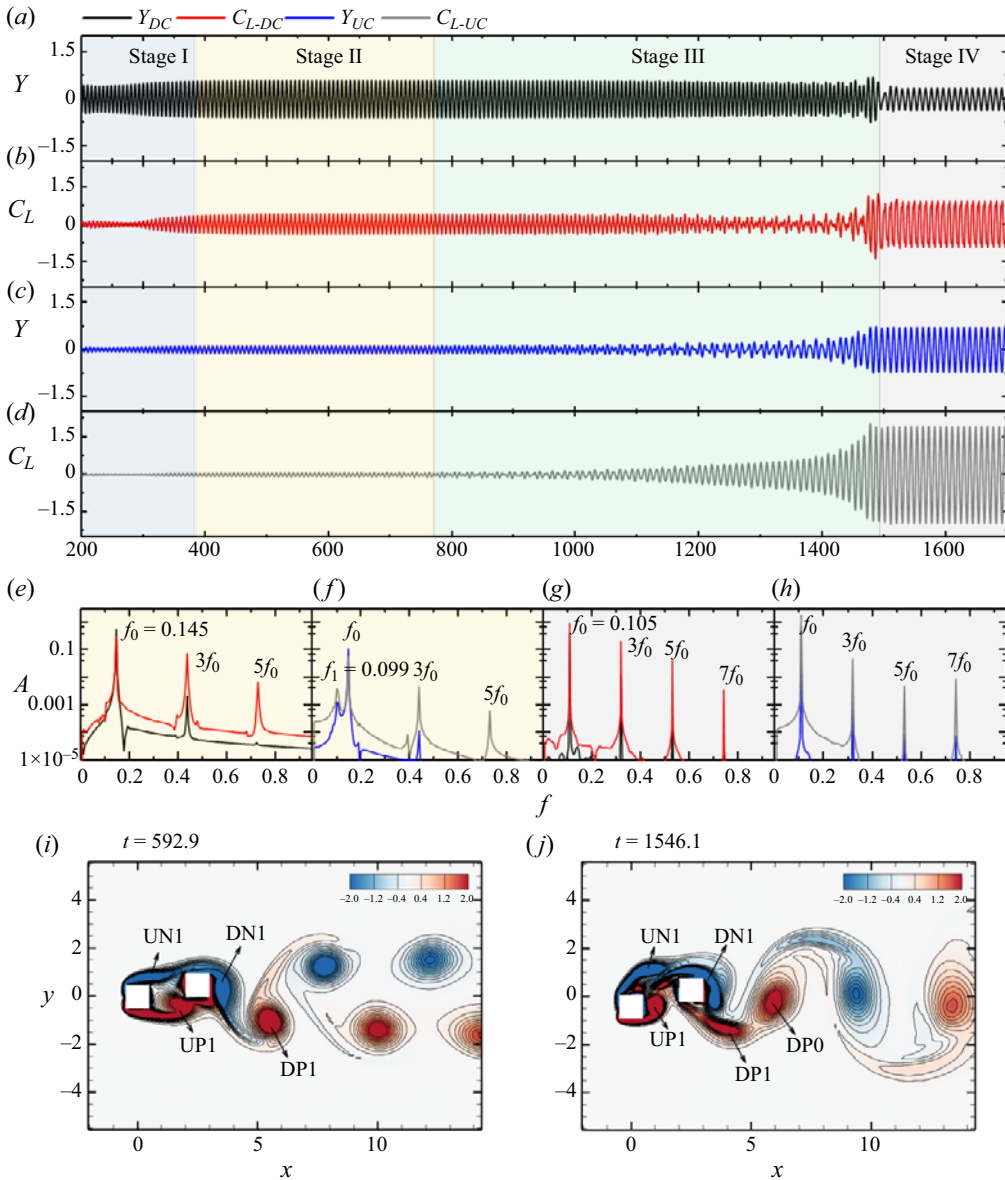 (a) Y_DC C_L-DC Y_UC C_L-UC
Stage I Stage II Stage III Stage IV
Y
0
−1.5
(b)
1.5
C_L
0
−1.5
(c)
1.5
Y
0
−1.5
(d)
1.5
C_L
0
−1.5
200 400 600 800 1000 1200 1400 1600
(e) (f) (g) (h)
f_0 = 0.145 f_0 f_0 = 0.105 f_0
0.1
3f_0 5f_0 f_1 = 0.099 3f_0 5f_0 3f_0 5f_0 7f_0 3f_0 5f_0 7f_0
A
0.001
1×10^−5
0 0.2 0.4 0.6 0.8 0 0.2 0.4 0.6 0.8 0 0.2 0.4 0.6 0.8 0 0.2 0.4 0.6 0.8
f
(i) t = 592.9 (j) t = 1546.1
−2.0 −1.2 −0.4 0.4 1.2 2.0
−2.0 −1.2 −0.4 0.4 1.2 2.0
4
UN1 DN1
2
y 0
UP1
−2
DP1
−4
0 5 10
x
4
UN1 DN1
2
0
UP1 DP0
−2
DP1
−4
0 5 10
x